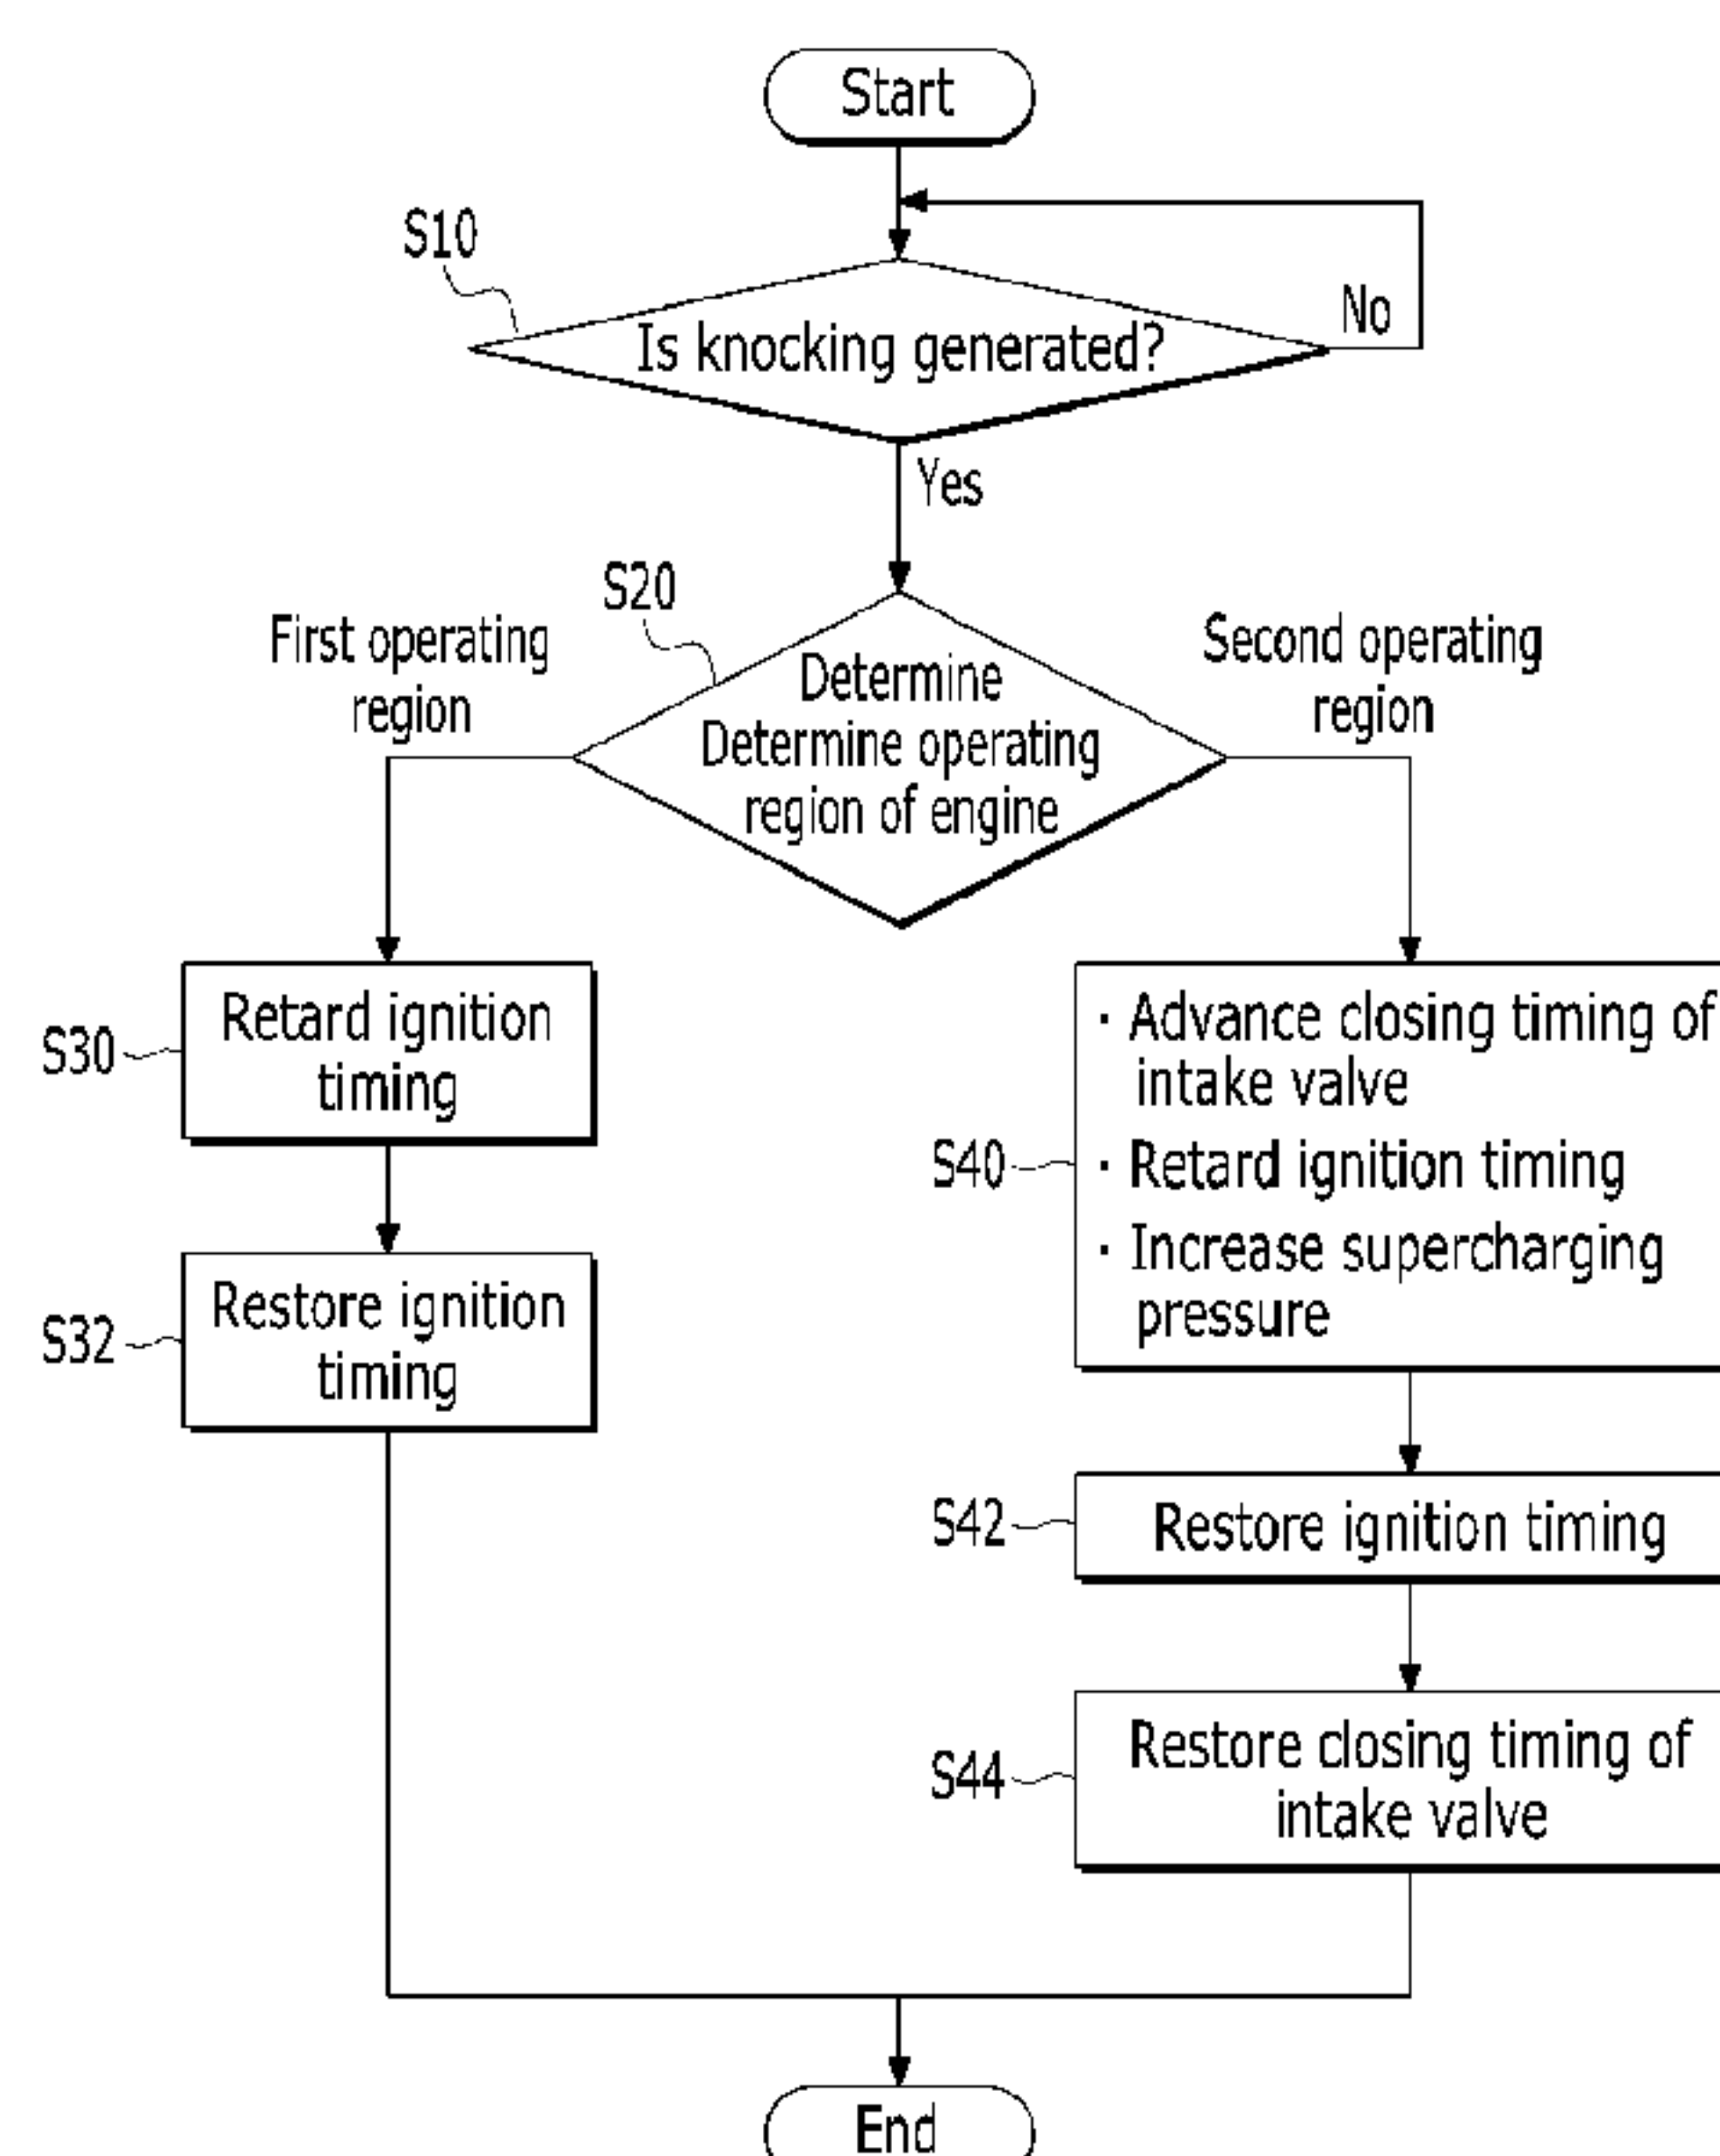 Start
S10
Is knocking generated?
No
Yes
S20
First operating
region
Second operating
region
Determine
Determine operating
region of engine
S30
Retard ignition
timing
S32
Restore ignition
timing
S40
· Advance closing timing of
intake valve
· Retard ignition timing
· Increase supercharging
pressure
S42
Restore ignition timing
S44
Restore closing timing of
intake valve
End